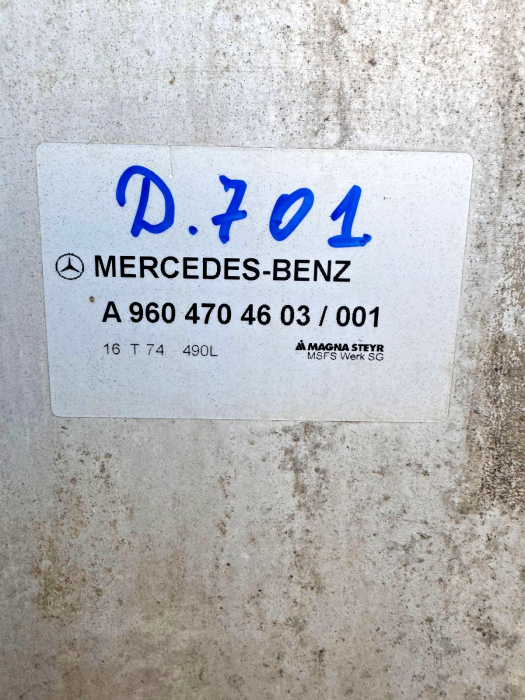 D.701
MERCEDES-BENZ
A 960 470 46 03 / 001
16 T 74 490L
MAGNA STEYR
MSFS Werk SG